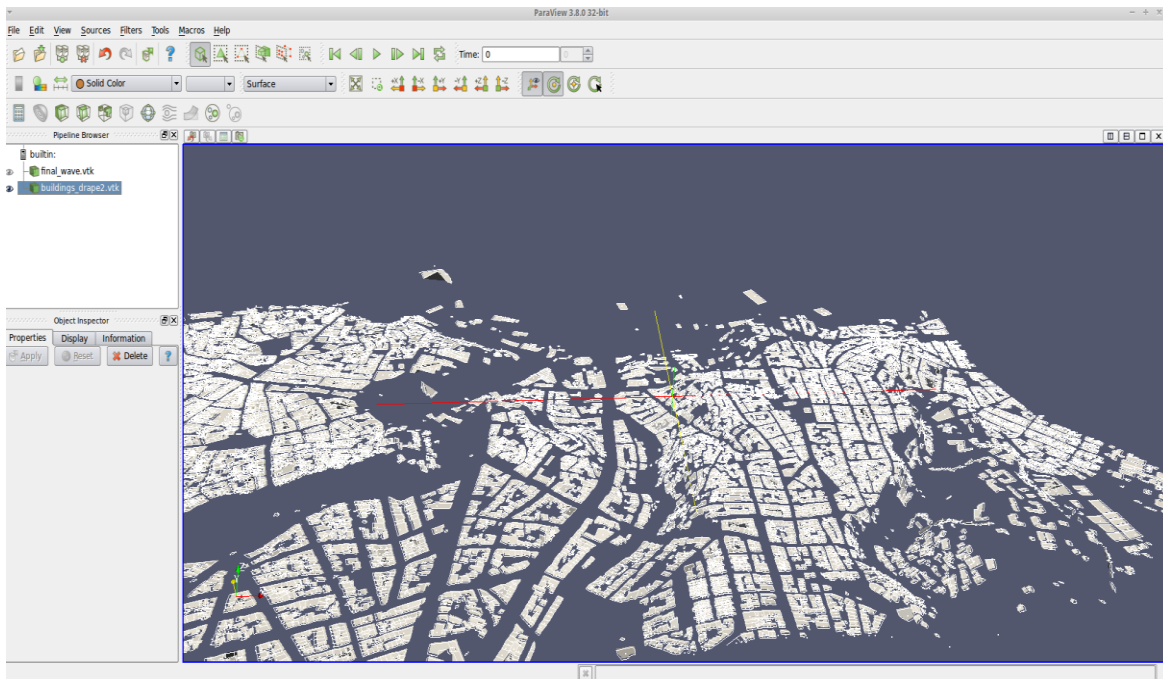 ParaView 3.8.0 32-bit
File Edit View Sources Filters Tools Macros Help
Time: 0 0
Solid Color Surface
+X -X +Y -Y +Z -Z
Pipeline Browser
builtin:
final_wave.vtk
buildings_drape2.vtk
Object Inspector
Properties Display Information
Apply Reset Delete ?